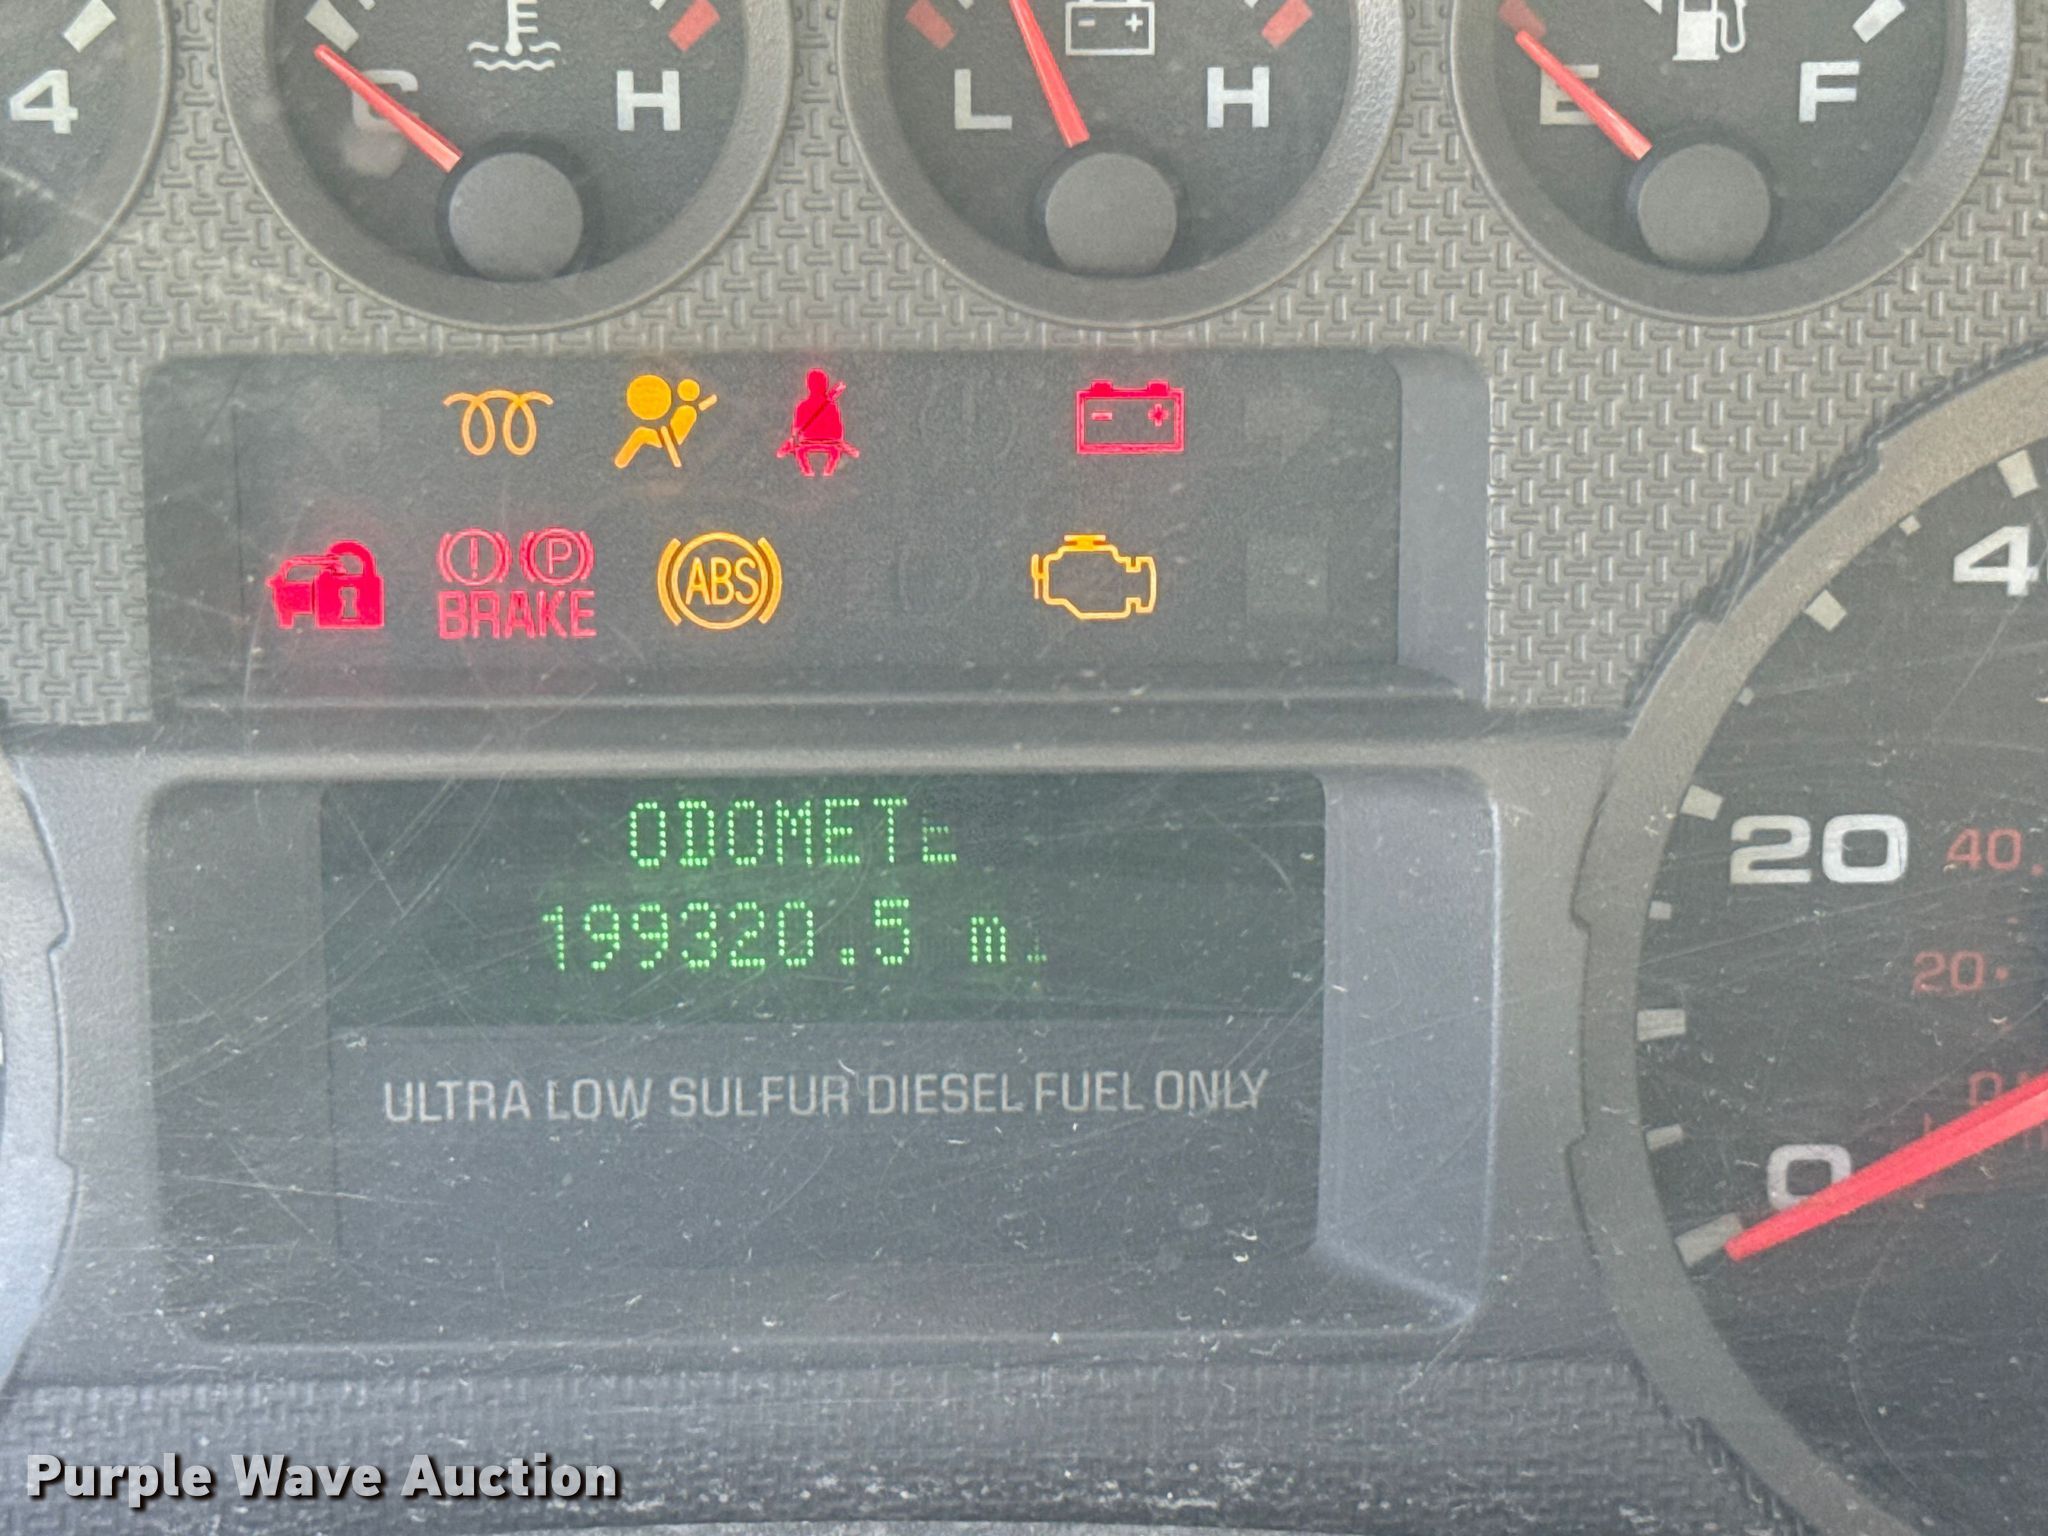 4
C H
L H
E F
BRAKE
ABS
4
ODOMETE
199320.5 m
20
40
20
ULTRA LOW SULFUR DIESEL FUEL ONLY
0
Purple Wave Auction